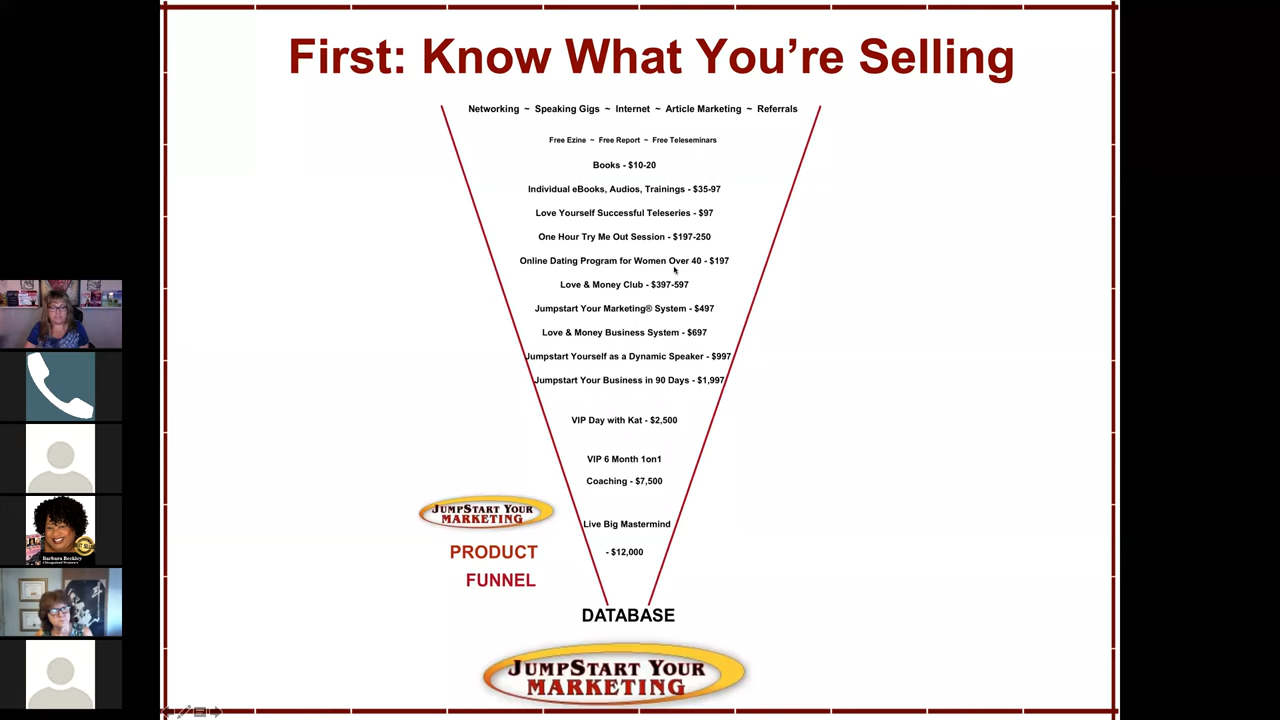 First: Know What You're Selling
Networking ~ Speaking Gigs ~ Internet ~ Article Marketing ~ Referrals
Free Ezine ~ Free Report ~ Free Teleseminars
Books - $10-20
Individual eBooks, Audios, Trainings - $35-97
Love Yourself Successful Teleseries - $97
One Hour Try Me Out Session - $197-250
Online Dating Program for Women Over 40 - $197
Love & Money Club - $397-597
Jumpstart Your Marketing® System - $497
Love & Money Business System - $697
Jumpstart Yourself as a Dynamic Speaker - $997
Jumpstart Your Business in 90 Days - $1,997
VIP Day with Kat - $2,500
VIP 6 Month 1on1
Coaching - $7,500
Live Big Mastermind
- $12,000
JUMPSTART YOUR
MARKETING
PRODUCT
FUNNEL
DATABASE
JUMPSTART YOUR
MARKETING
Barbara Beckley